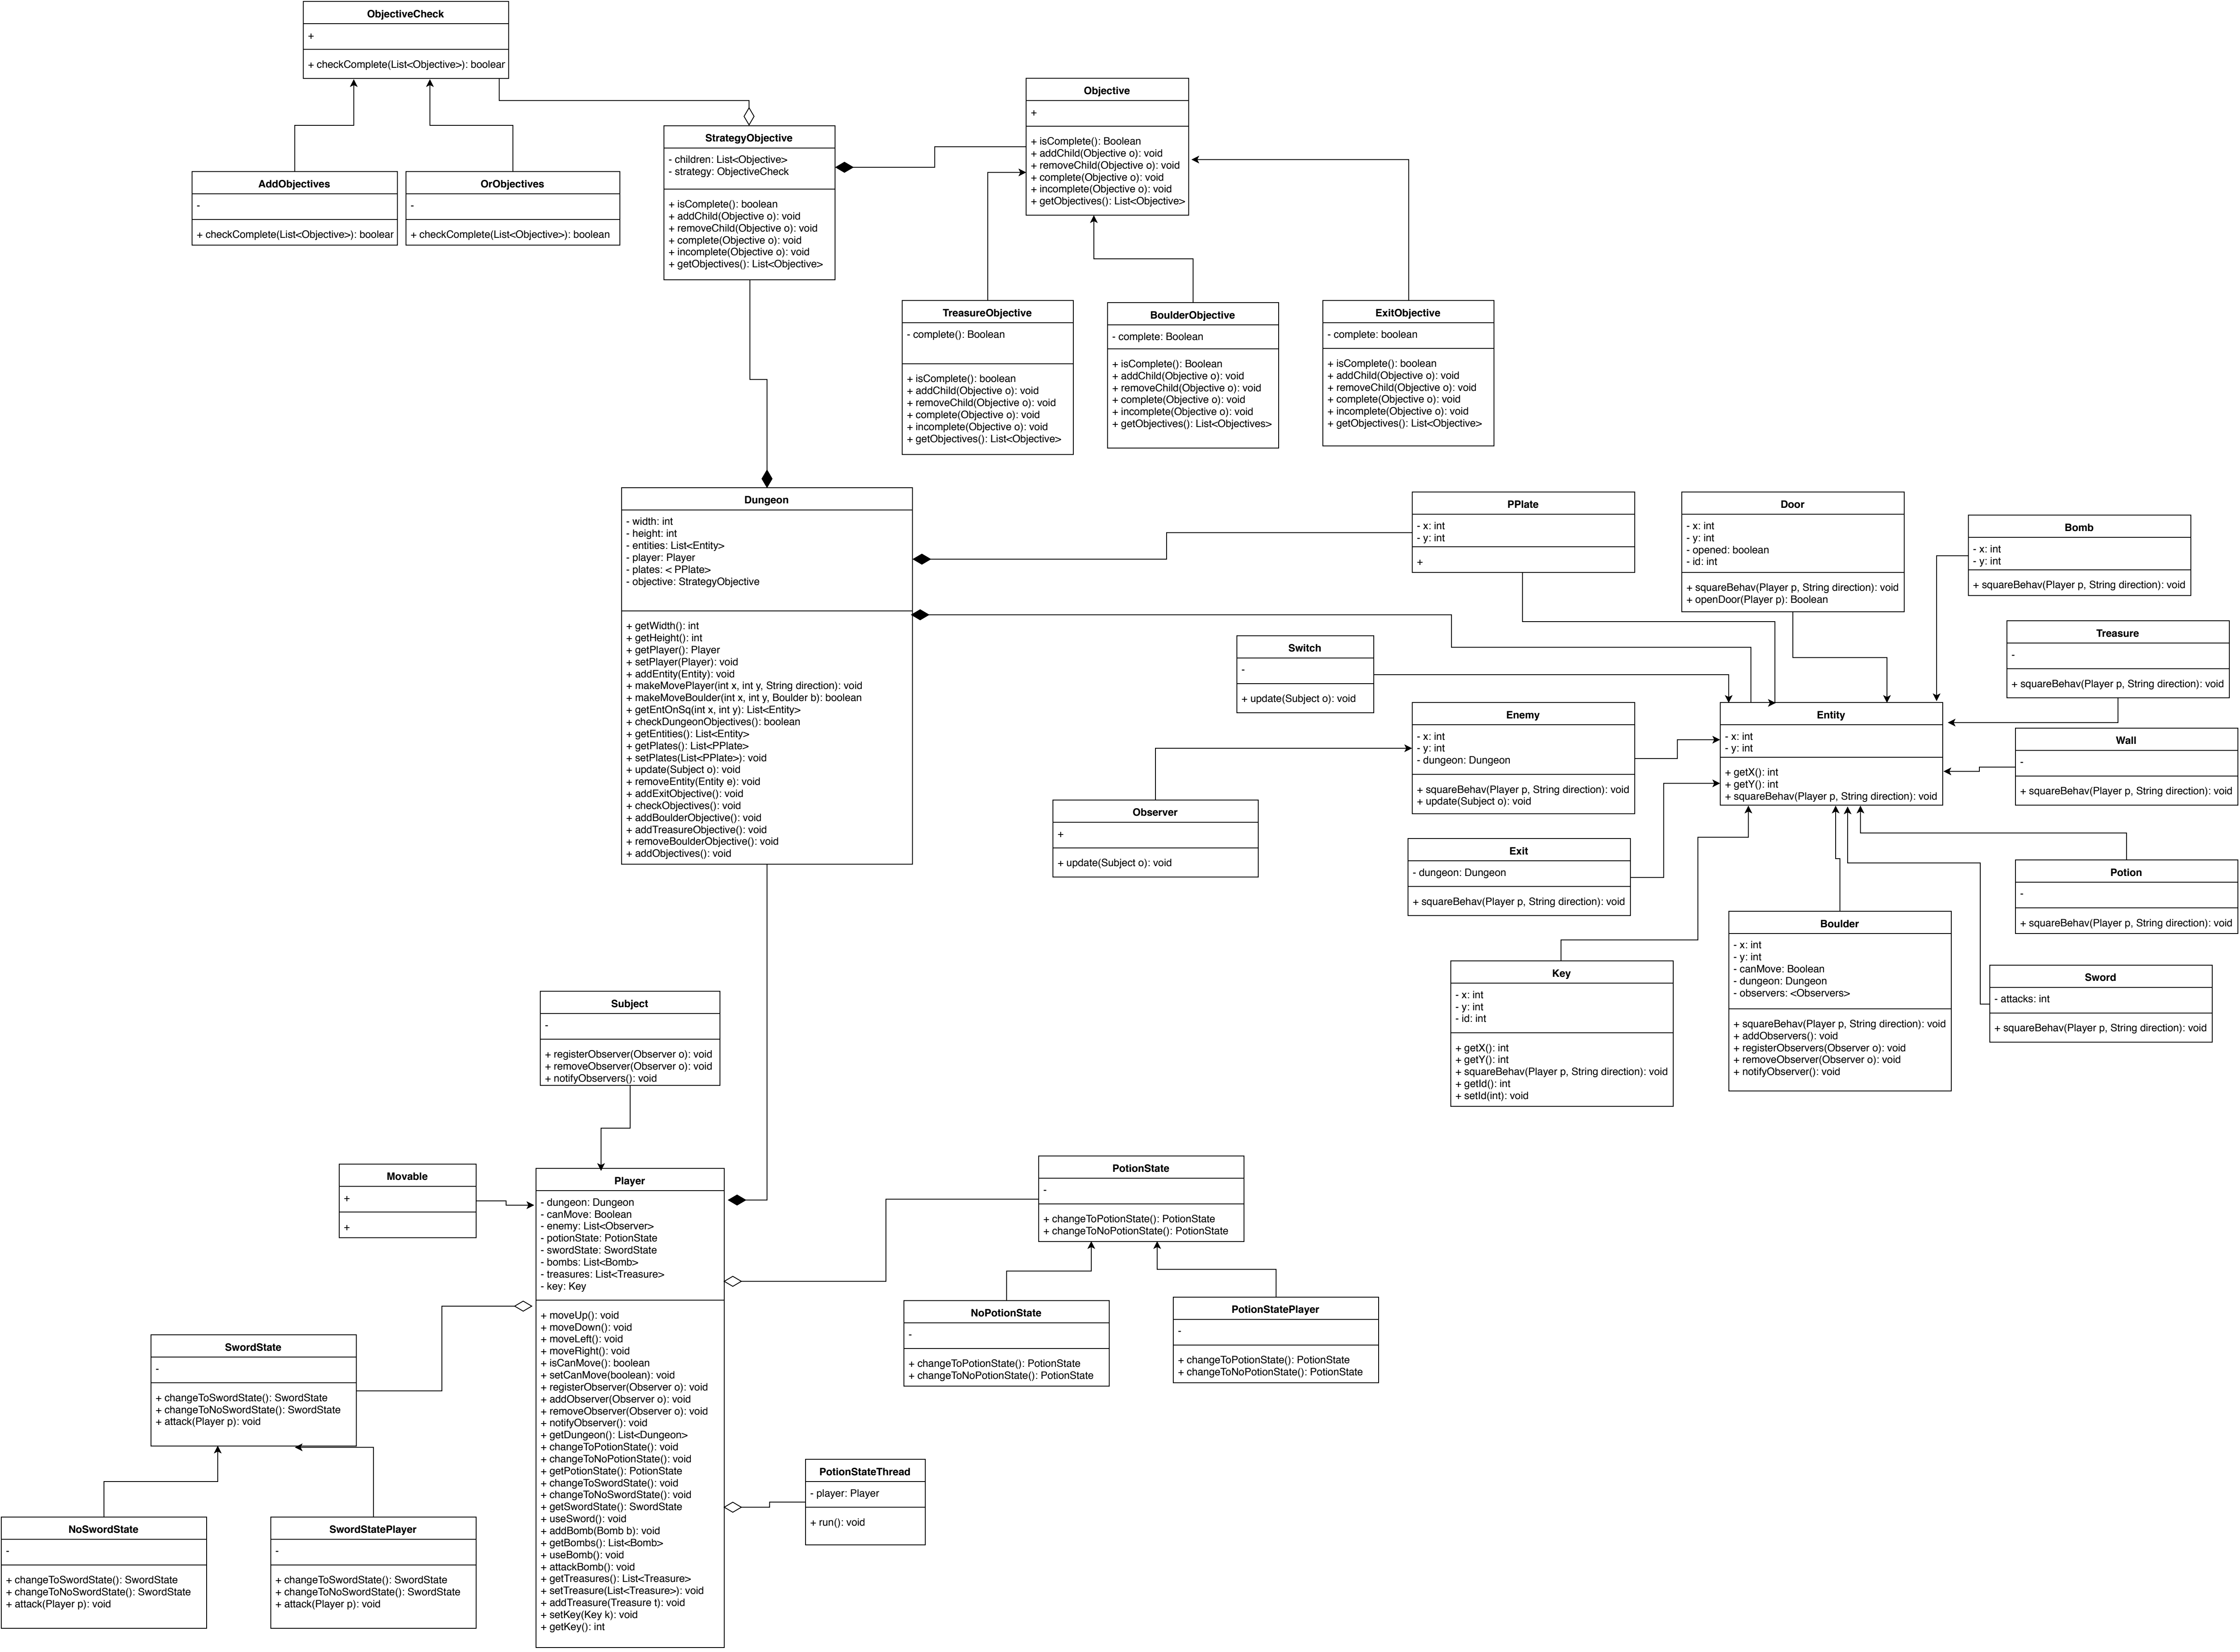 ObjectiveCheck
+
+ checkComplete(List<Objective>): boolear
AddObjectives
-
+ checkComplete(List<Objective>): boolear
OrObjectives
-
+ checkComplete(List<Objective>): boolean
StrategyObjective
- children: List<Objective>
- strategy: ObjectiveCheck
+ isComplete(): boolean
+ addChild(Objective o): void
+ removeChild(Objective o): void
+ complete(Objective o): void
+ incomplete(Objective o): void
+ getObjectives(): List<Objective>
Objective
+
+ isComplete(): Boolean
+ addChild(Objective o): void
+ removeChild(Objective o): void
+ complete(Objective o): void
+ incomplete(Objective o): void
+ getObjectives(): List<Objective>
TreasureObjective
- complete(): Boolean
+ isComplete(): boolean
+ addChild(Objective o): void
+ removeChild(Objective o): void
+ complete(Objective o): void
+ incomplete(Objective o): void
+ getObjectives(): List<Objective>
BoulderObjective
- complete: Boolean
+ isComplete(): Boolean
+ addChild(Objective o): void
+ removeChild(Objective o): void
+ complete(Objective o): void
+ incomplete(Objective o): void
+ getObjectives(): List<Objectives>
ExitObjective
- complete: boolean
+ isComplete(): boolean
+ addChild(Objective o): void
+ removeChild(Objective o): void
+ complete(Objective o): void
+ incomplete(Objective o): void
+ getObjectives(): List<Objective>
Dungeon
- width: int
- height: int
- entities: List<Entity>
- player: Player
- plates: < PPlate>
- objective: StrategyObjective
+ getWidth(): int
+ getHeight(): int
+ getPlayer(): Player
+ setPlayer(Player): void
+ addEntity(Entity): void
+ makeMovePlayer(int x, int y, String direction): void
+ makeMoveBoulder(int x, int y, Boulder b): boolean
+ getEntOnSq(int x, int y): List<Entity>
+ checkDungeonObjectives(): boolean
+ getEntities(): List<Entity>
+ getPlates(): List<PPlate>
+ setPlates(List<PPlate>): void
+ update(Subject o): void
+ removeEntity(Entity e): void
+ addExitObjective(): void
+ checkObjectives(): void
+ addBoulderObjective(): void
+ addTreasureObjective(): void
+ removeBoulderObjective(): void
+ addObjectives(): void
PPlate
- x: int
- y: int
+
Door
- x: int
- y: int
- opened: boolean
- id: int
+ squareBehav(Player p, String direction): void
+ openDoor(Player p): Boolean
Bomb
- x: int
- y: int
+ squareBehav(Player p, String direction): void
Treasure
-
+ squareBehav(Player p, String direction): void
Switch
-
+ update(Subject o): void
Enemy
- x: int
- y: int
- dungeon: Dungeon
+ squareBehav(Player p, String direction): void
+ update(Subject o): void
Entity
- x: int
- y: int
+ getX(): int
+ getY(): int
+ squareBehav(Player p, String direction): void
Wall
-
+ squareBehav(Player p, String direction): void
Observer
+
+ update(Subject o): void
Exit
- dungeon: Dungeon
+ squareBehav(Player p, String direction): void
Potion
-
+ squareBehav(Player p, String direction): void
Boulder
- x: int
- y: int
- canMove: Boolean
- dungeon: Dungeon
- observers: <Observers>
+ squareBehav(Player p, String direction): void
+ addObservers(): void
+ registerObservers(Observer o): void
+ removeObserver(Observer o): void
+ notifyObserver(): void
Key
- x: int
- y: int
- id: int
+ getX(): int
+ getY(): int
+ squareBehav(Player p, String direction): void
+ getId(): int
+ setId(int): void
Sword
- attacks: int
+ squareBehav(Player p, String direction): void
Subject
-
+ registerObserver(Observer o): void
+ removeObserver(Observer o): void
+ notifyObservers(): void
Movable
+
+
Player
- dungeon: Dungeon
- canMove: Boolean
- enemy: List<Observer>
- potionState: PotionState
- swordState: SwordState
- bombs: List<Bomb>
- treasures: List<Treasure>
- key: Key
+ moveUp(): void
+ moveDown(): void
+ moveLeft(): void
+ moveRight(): void
+ isCanMove(): boolean
+ setCanMove(boolean): void
+ registerObserver(Observer o): void
+ addObserver(Observer o): void
+ removeObserver(Observer o): void
+ notifyObserver(): void
+ getDungeon(): List<Dungeon>
+ changeToPotionState(): void
+ changeToNoPotionState(): void
+ getPotionState(): PotionState
+ changeToSwordState(): void
+ changeToNoSwordState(): void
+ getSwordState(): SwordState
+ useSword(): void
+ addBomb(Bomb b): void
+ getBombs(): List<Bomb>
+ useBomb(): void
+ attackBomb(): void
+ getTreasures(): List<Treasure>
+ setTreasure(List<Treasure>): void
+ addTreasure(Treasure t): void
+ setKey(Key k): void
+ getKey(): int
PotionState
-
+ changeToPotionState(): PotionState
+ changeToNoPotionState(): PotionState
NoPotionState
-
+ changeToPotionState(): PotionState
+ changeToNoPotionState(): PotionState
PotionStatePlayer
-
+ changeToPotionState(): PotionState
+ changeToNoPotionState(): PotionState
SwordState
-
+ changeToSwordState(): SwordState
+ changeToNoSwordState(): SwordState
+ attack(Player p): void
PotionStateThread
- player: Player
+ run(): void
NoSwordState
-
+ changeToSwordState(): SwordState
+ changeToNoSwordState(): SwordState
+ attack(Player p): void
SwordStatePlayer
-
+ changeToSwordState(): SwordState
+ changeToNoSwordState(): SwordState
+ attack(Player p): void